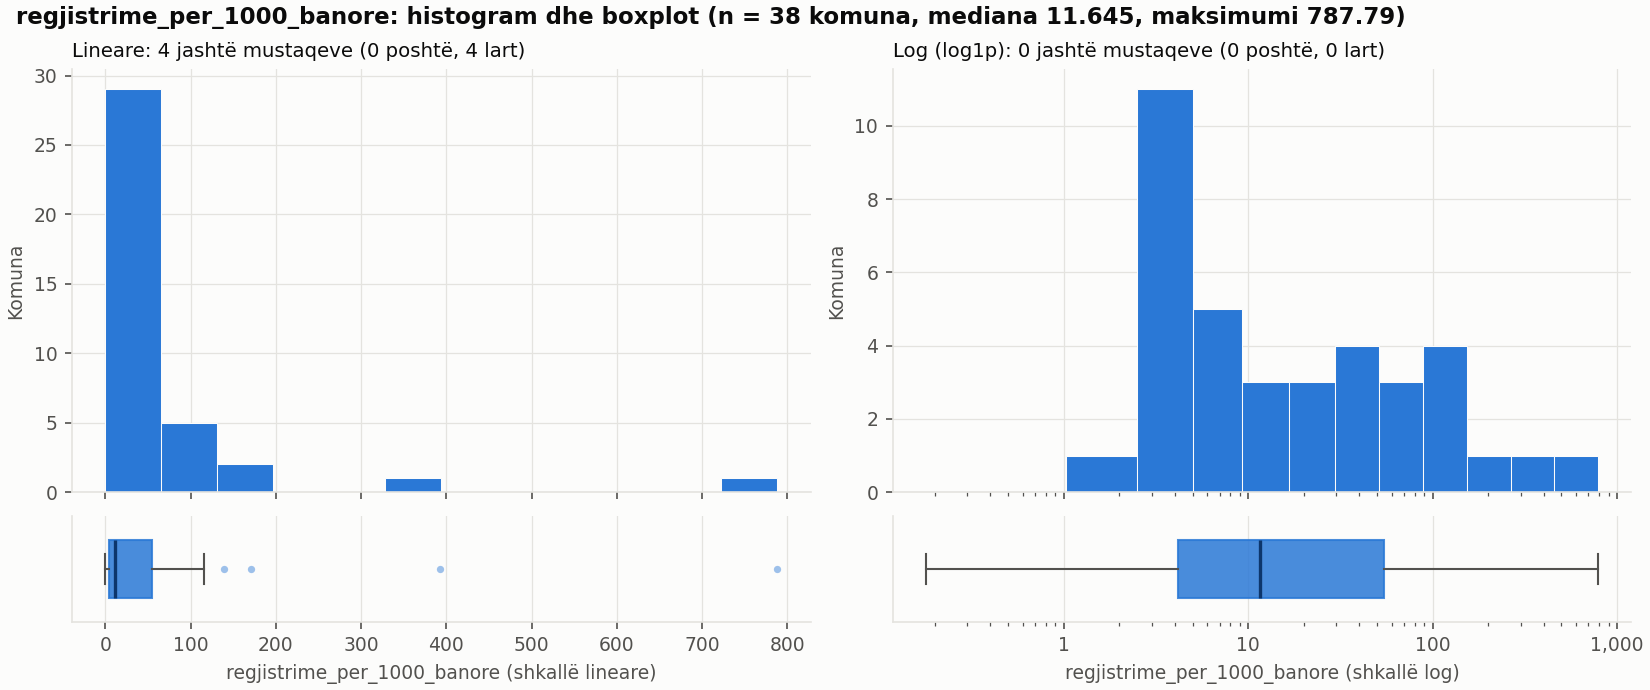 regjistrime_per_1000_banore: histogram dhe boxplot (n = 38 komuna, mediana 11.645, maksimumi 787.79)
Lineare: 4 jashtë mustaqeve (0 poshtë, 4 lart)
30
25
20
15
10
5
0
Komuna
0 100 200 300 400 500 600 700 800
regjistrime_per_1000_banore (shkallë lineare)
Log (log1p): 0 jashtë mustaqeve (0 poshtë, 0 lart)
10
8
6
4
2
0
Komuna
1 10 100 1,000
regjistrime_per_1000_banore (shkallë log)